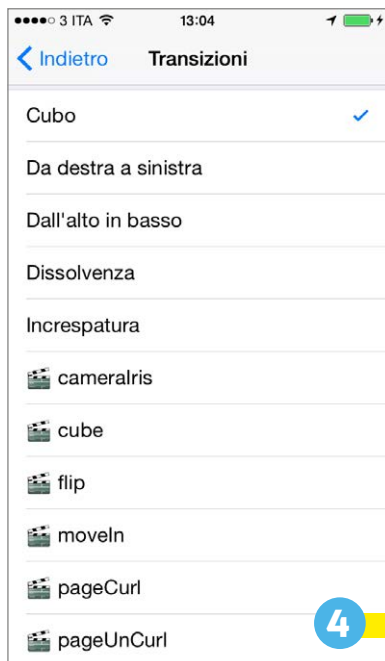 3 ITA 13:04
Indietro Transizioni
Cubo
Da destra a sinistra
Dall'alto in basso
Dissolvenza
Increspatura
cameraIris
cube
flip
moveIn
pageCurl
pageUnCurl
4